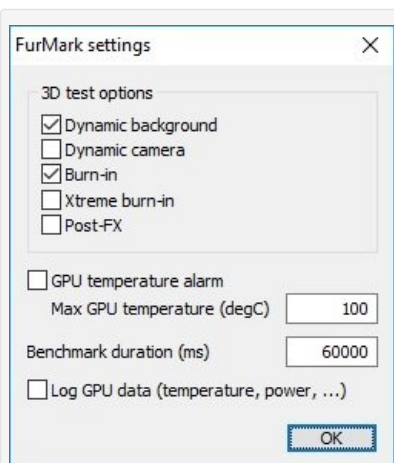 FurMark settings
3D test options
Dynamic background
Dynamic camera
Burn-in
Xtreme burn-in
Post-FX
GPU temperature alarm
Max GPU temperature (degC) 100
Benchmark duration (ms) 60000
Log GPU data (temperature, power, ...)
OK